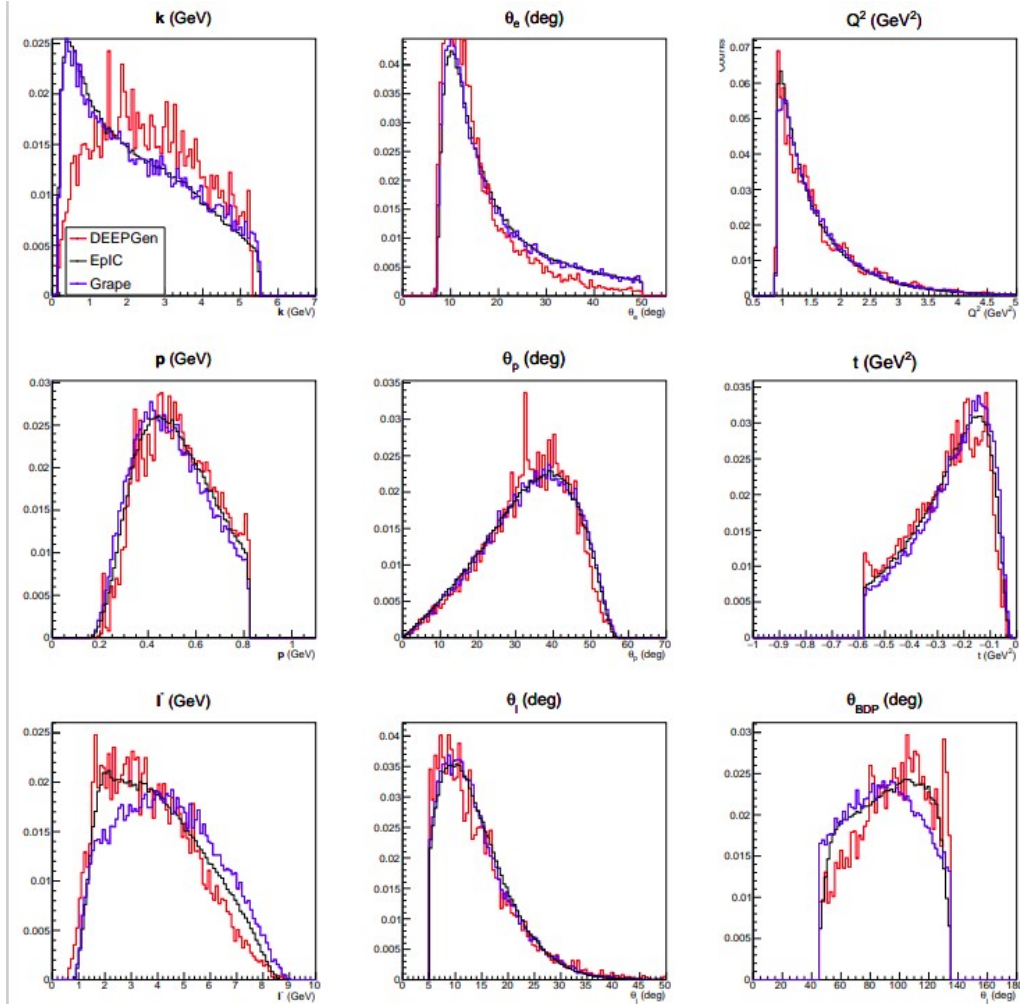 k (GeV)
0.025
0.02
0.015
0.01
0.005
0
0 1 2 3 4 5 6 7
k (GeV)
DEEPGen
EpIC
Grape
θe (deg)
0.04
0.035
0.03
0.025
0.02
0.015
0.01
0.005
0
0 10 20 30 40 50
θe (deg)
Q² (GeV²)
Counts
0.07
0.06
0.05
0.04
0.03
0.02
0.01
0
0.5 1 1.5 2 2.5 3 3.5 4 4.5 5
Q² (GeV²)
p (GeV)
0.03
0.025
0.02
0.015
0.01
0.005
0
0 0.2 0.4 0.6 0.8 1
p (GeV)
θp (deg)
0.035
0.03
0.025
0.02
0.015
0.01
0.005
0
0 10 20 30 40 50 60 70
θp (deg)
t (GeV²)
0.035
0.03
0.025
0.02
0.015
0.01
0.005
0
−1 −0.9 −0.8 −0.7 −0.6 −0.5 −0.4 −0.3 −0.2 −0.1 0
t (GeV²)
l⁻ (GeV)
0.025
0.02
0.015
0.01
0.005
0
0 1 2 3 4 5 6 7 8 9 10
l⁻ (GeV)
θl (deg)
0.04
0.035
0.03
0.025
0.02
0.015
0.01
0.005
0
0 5 10 15 20 25 30 35 40 45 50
θl (deg)
θBDP (deg)
0.03
0.025
0.02
0.015
0.01
0.005
0
0 20 40 60 80 100 120 140 160 180
θl (deg)